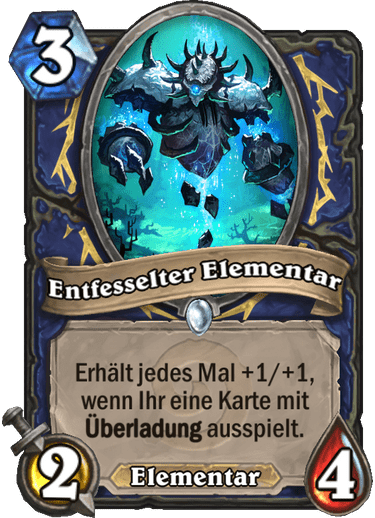 3
Entfesselter Elementar
Erhält jedes Mal +1/+1,
wenn Ihr eine Karte mit
Überladung ausspielt.
2
Elementar
4